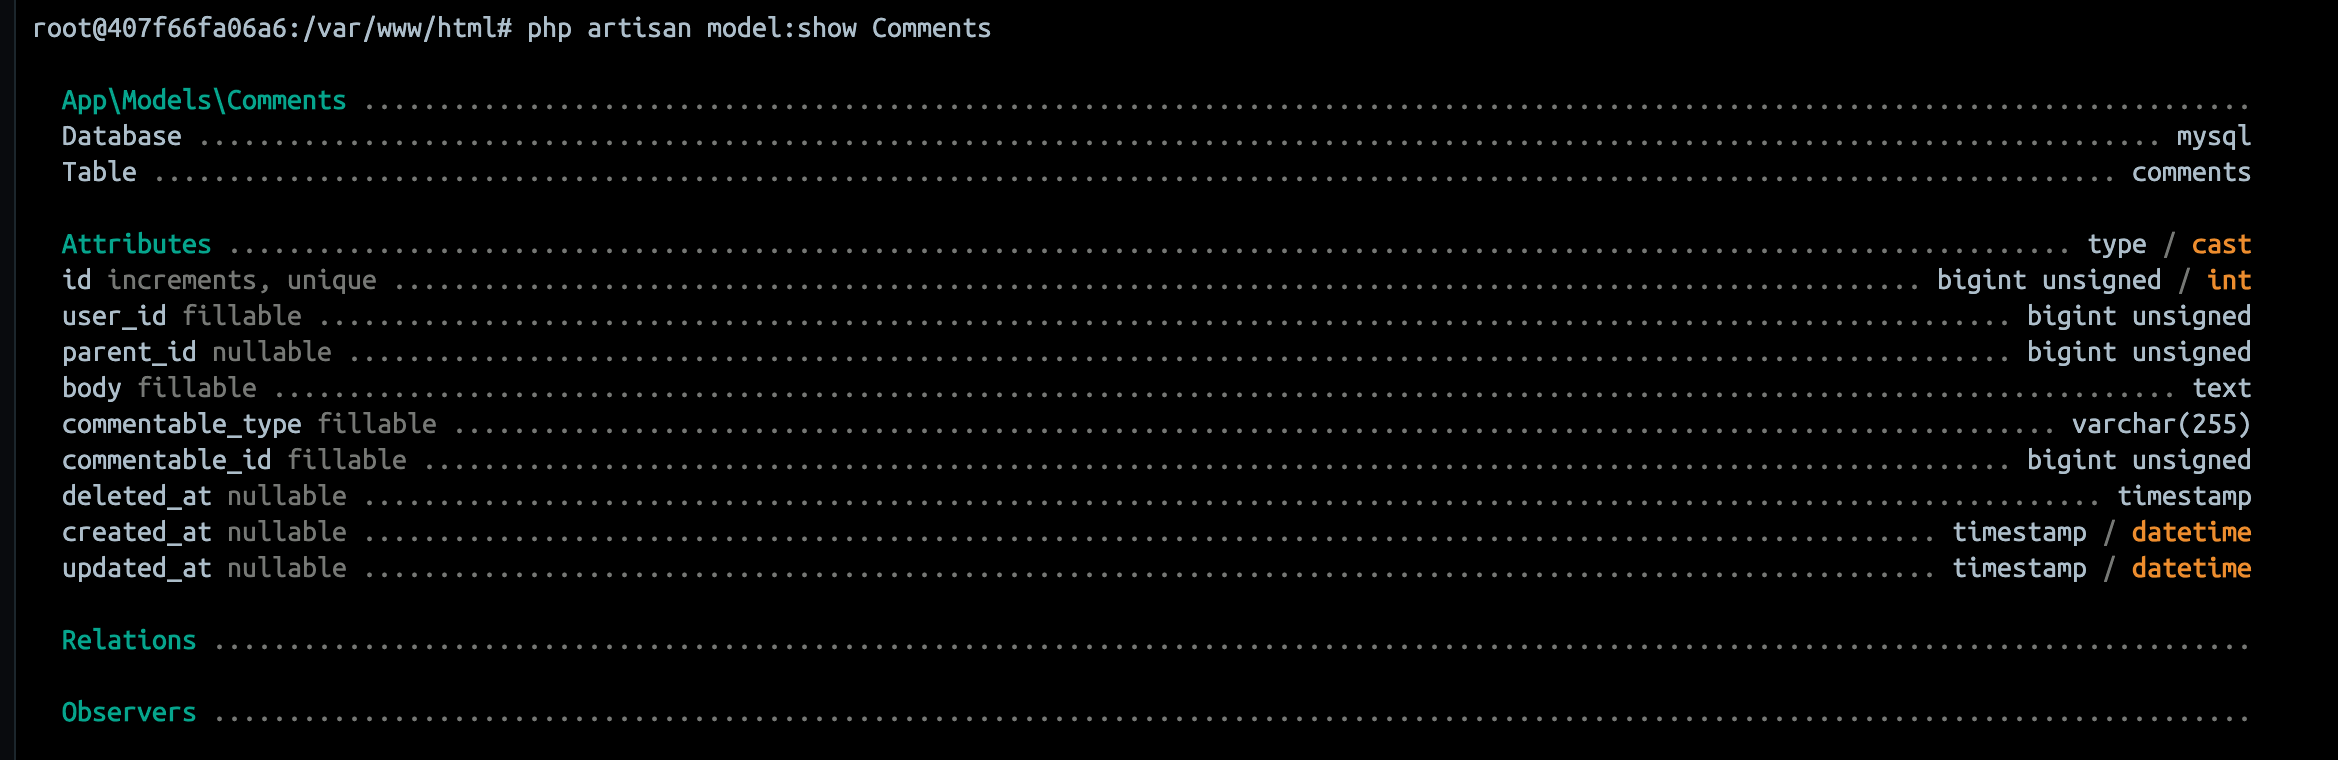 root@407f66fa06a6:/var/www/html# php artisan model:show Comments
App\Models\Comments ..............................................................................................................................
Database ................................................................................................................................... mysql
Table ................................................................................................................................... comments
Attributes ........................................................................................................................... type / cast
id increments, unique ...................................................................................................... bigint unsigned / int
user_id fillable ................................................................................................................. bigint unsigned
parent_id nullable ............................................................................................................... bigint unsigned
body fillable ............................................................................................................................... text
commentable_type fillable ........................................................................................................... varchar(255)
commentable_id fillable .......................................................................................................... bigint unsigned
deleted_at nullable .................................................................................................................... timestamp
created_at nullable ......................................................................................................... timestamp / datetime
updated_at nullable ......................................................................................................... timestamp / datetime
Relations ........................................................................................................................................
Observers ........................................................................................................................................